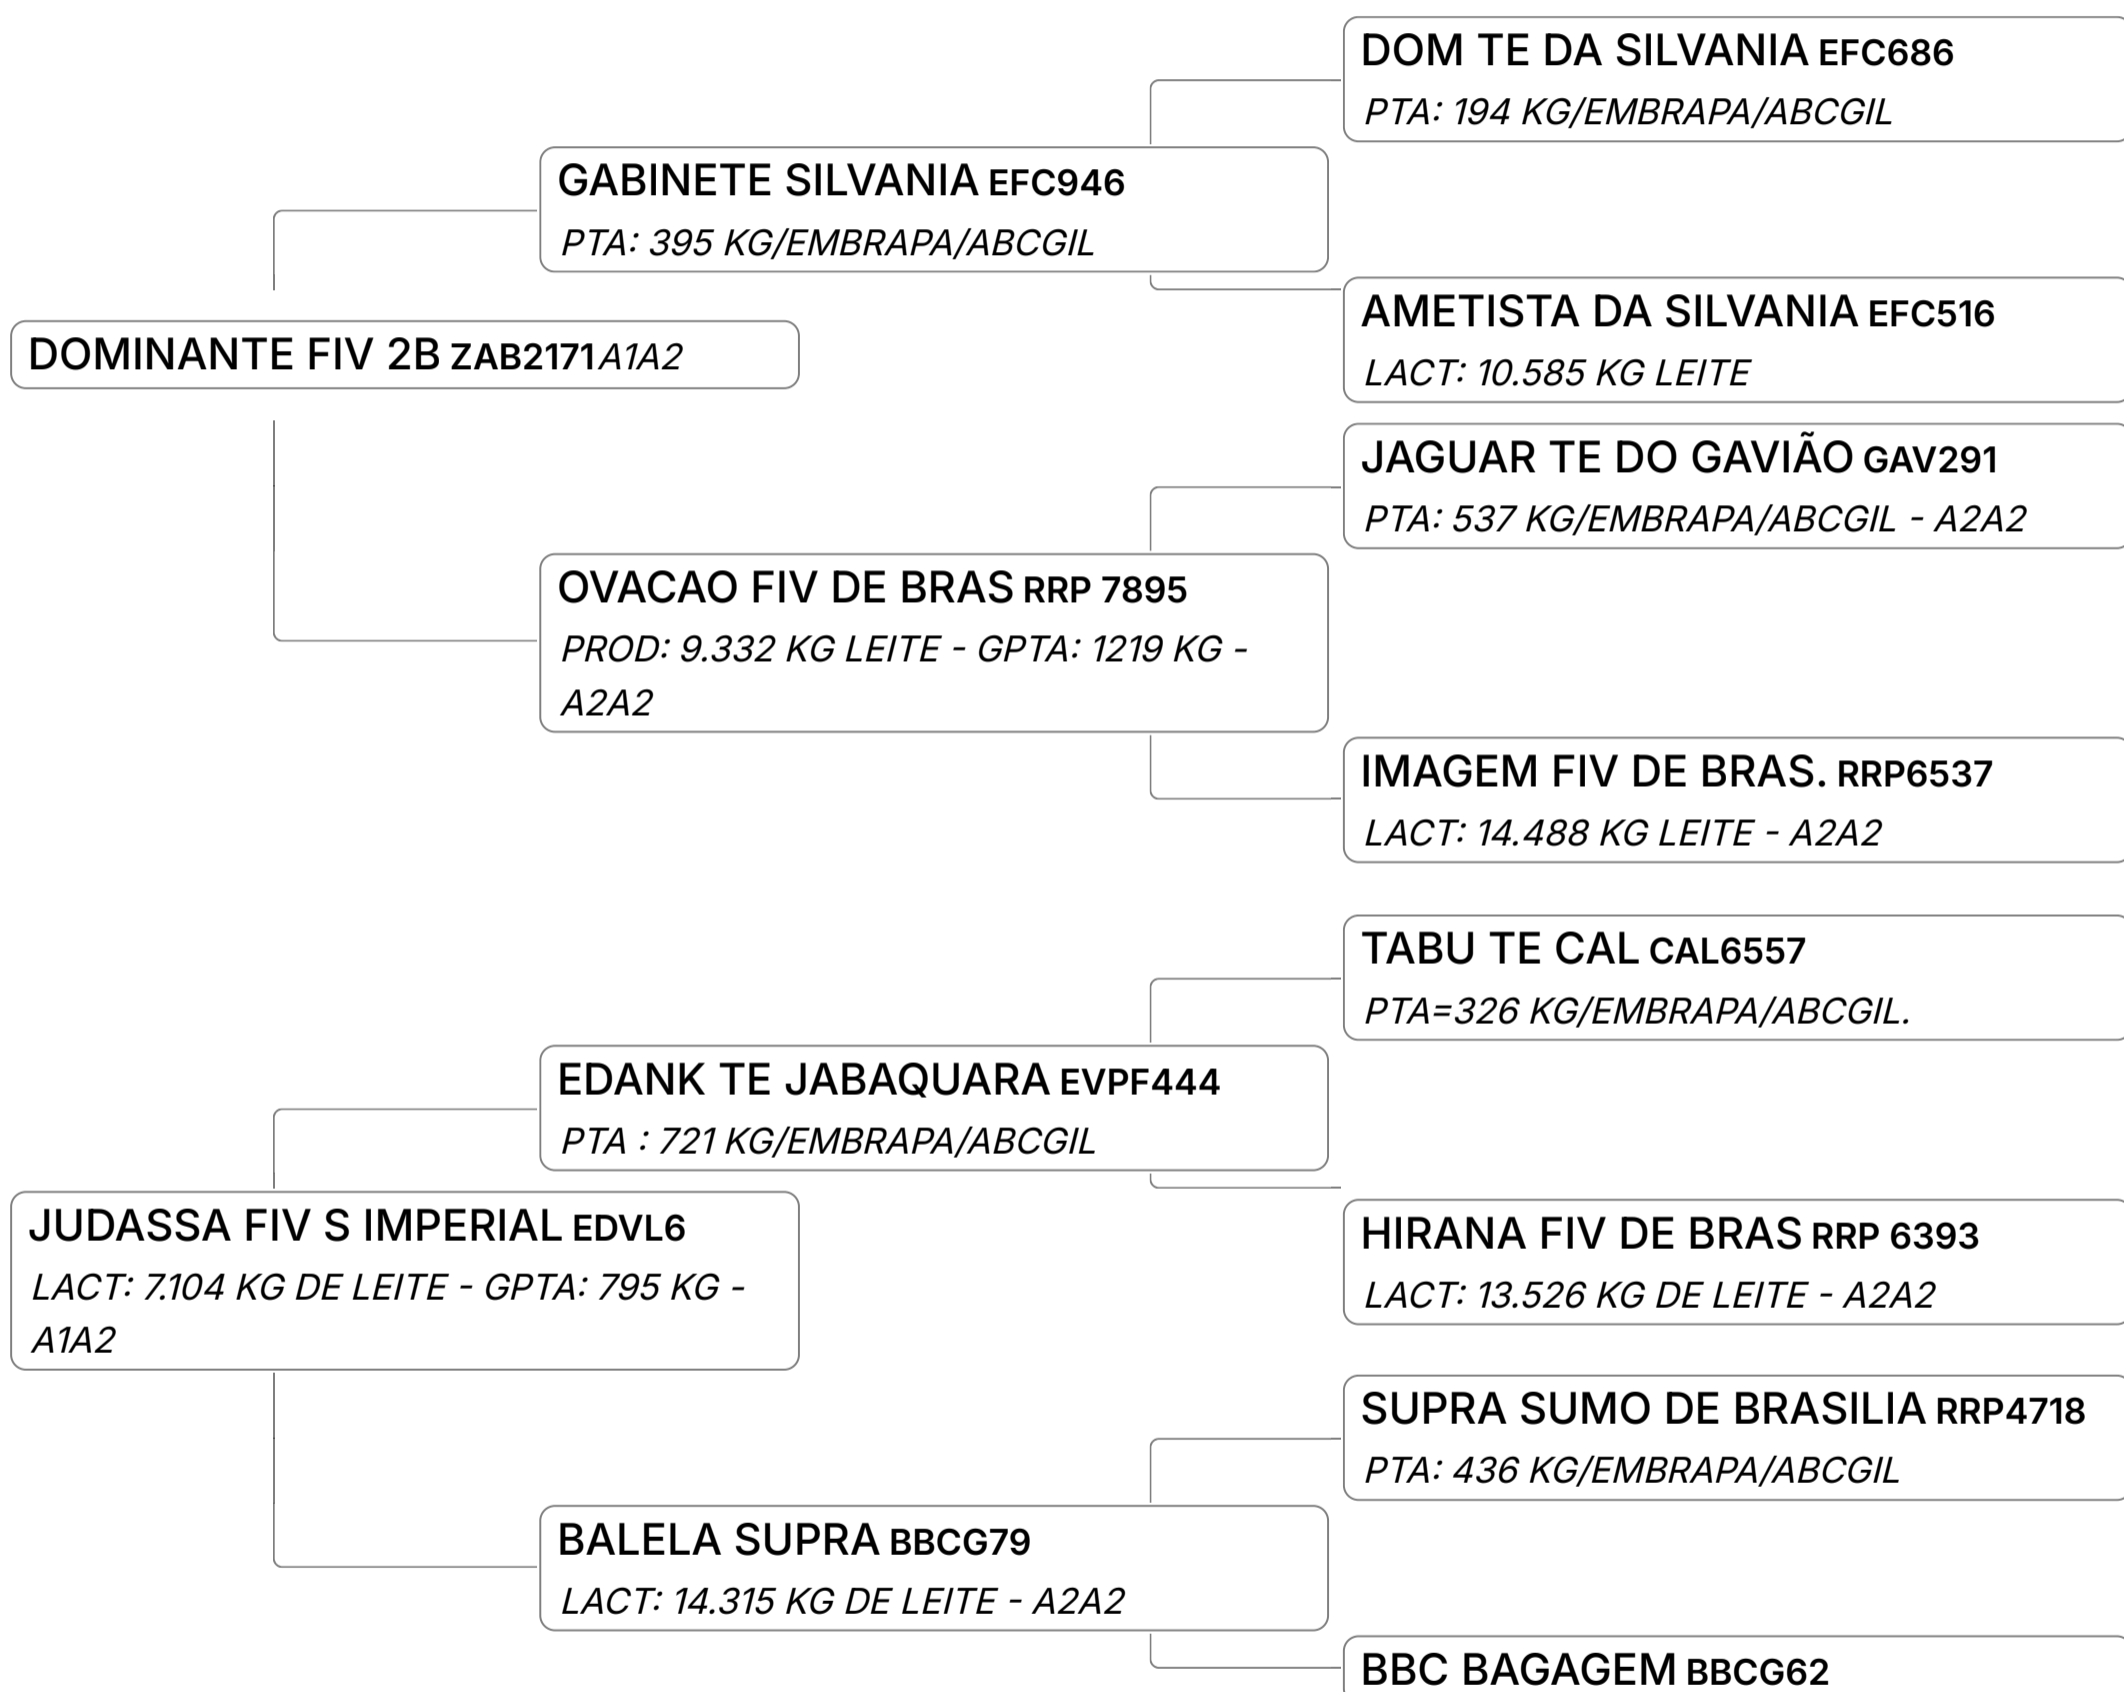 DOM TE DA SILVANIA EFC686
PTA: 194 KG/EMBRAPA/ABCGIL
GABINETE SILVANIA EFC946
PTA: 395 KG/EMBRAPA/ABCGIL
AMETISTA DA SILVANIA EFC516
LACT: 10.585 KG LEITE
DOMINANTE FIV 2B ZAB2171 A1A2
JAGUAR TE DO GAVIÃO GAV291
PTA: 537 KG/EMBRAPA/ABCGIL - A2A2
OVACAO FIV DE BRAS RRP 7895
PROD: 9.332 KG LEITE - GPTA: 1219 KG -
A2A2
IMAGEM FIV DE BRAS. RRP6537
LACT: 14.488 KG LEITE - A2A2
TABU TE CAL CAL6557
PTA=326 KG/EMBRAPA/ABCGIL.
EDANK TE JABAQUARA EVPF444
PTA : 721 KG/EMBRAPA/ABCGIL
JUDASSA FIV S IMPERIAL EDVL6
LACT: 7.104 KG DE LEITE - GPTA: 795 KG -
A1A2
HIRANA FIV DE BRAS RRP 6393
LACT: 13.526 KG DE LEITE - A2A2
SUPRA SUMO DE BRASILIA RRP4718
PTA: 436 KG/EMBRAPA/ABCGIL
BALELA SUPRA BBCG79
LACT: 14.315 KG DE LEITE - A2A2
BBC BAGAGEM BBCG62